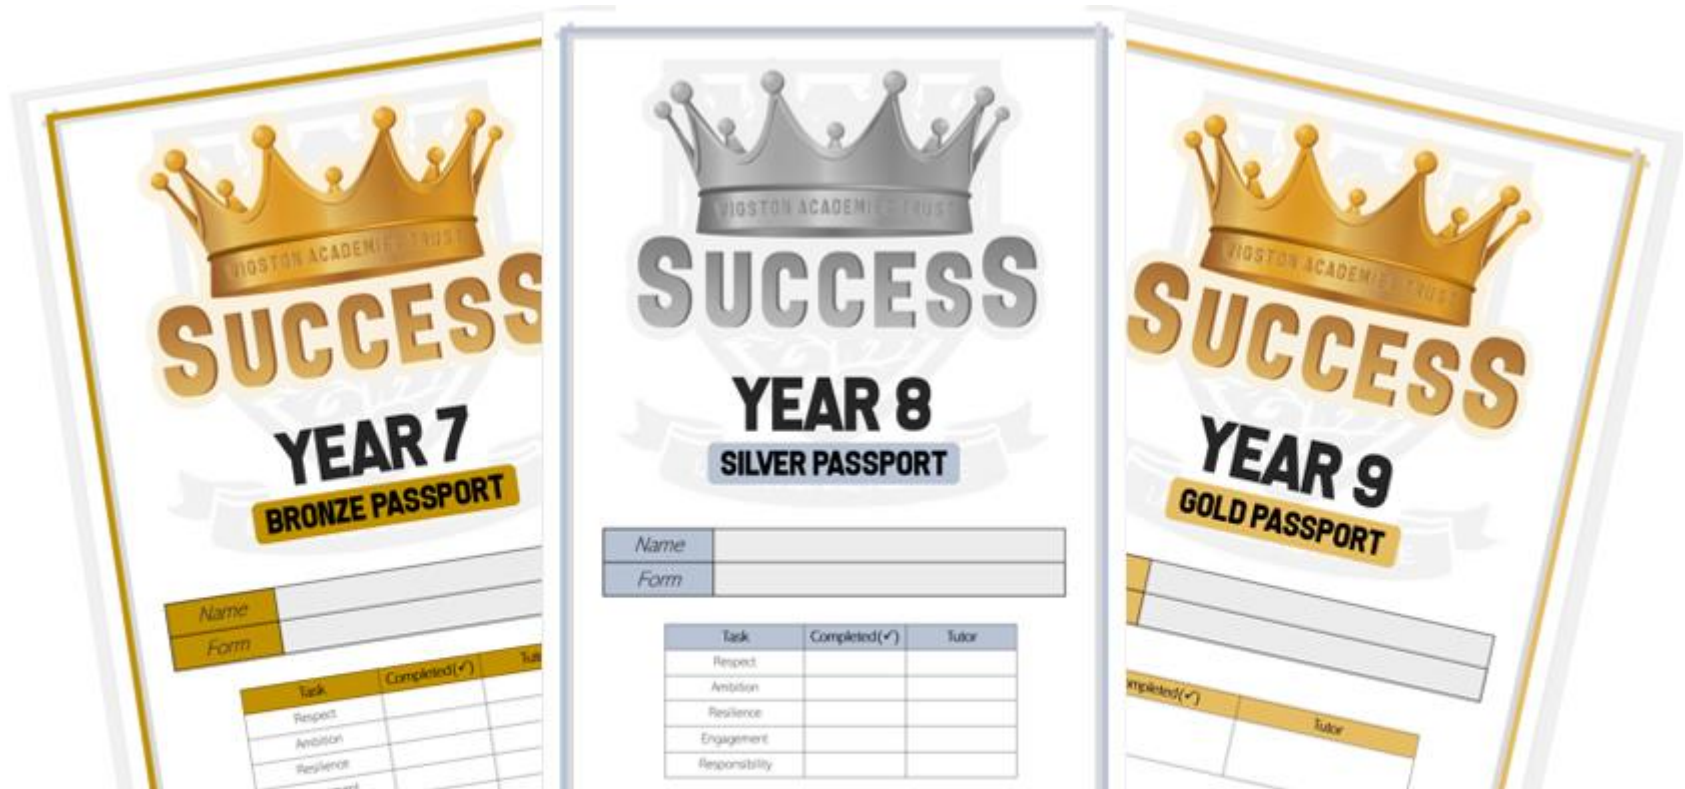 VIGSTON ACADEMIES TRUST
SUCCESS
YEAR 7
BRONZE PASSPORT
Name
Form
Task Completed(✓)
Respect
Ambition
Resilience
VIGSTON ACADEMIES TRUST
SUCCESS
YEAR 8
SILVER PASSPORT
Name
Form
Task Completed(✓) Tutor
Respect
Ambition
Resilience
Engagement
Responsibility
VIGSTON ACADEMIES TRUST
SUCCESS
YEAR 9
GOLD PASSPORT
Tutor